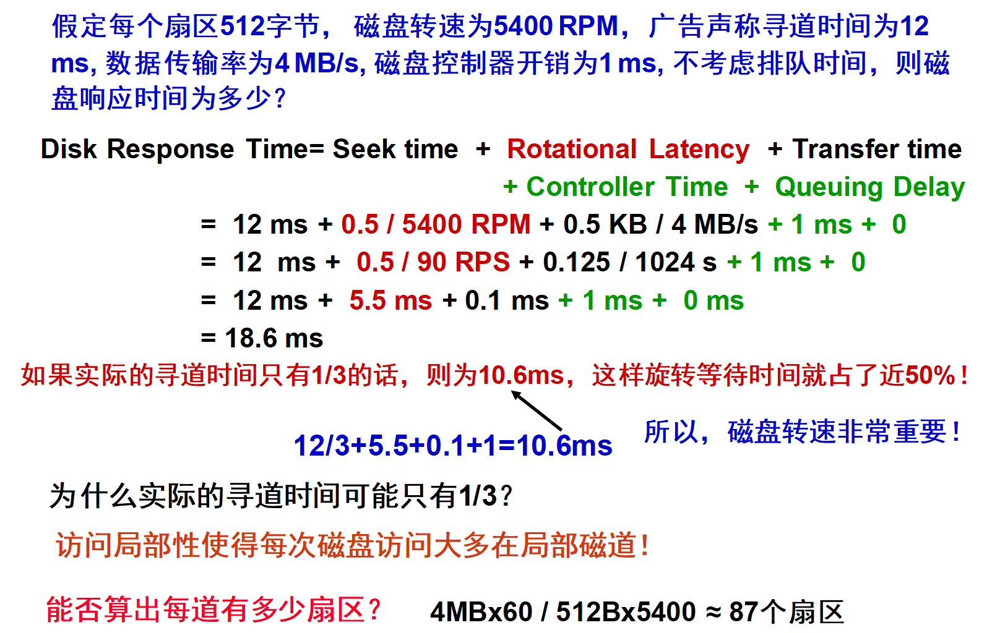 假定每个扇区512字节， 磁盘转速为5400 RPM，广告声称寻道时间为12
ms, 数据传输率为4 MB/s, 磁盘控制器开销为1 ms, 不考虑排队时间，则磁
盘响应时间为多少？
Disk Response Time= Seek time + Rotational Latency + Transfer time
+ Controller Time + Queuing Delay
= 12 ms + 0.5 / 5400 RPM + 0.5 KB / 4 MB/s + 1 ms + 0
= 12 ms + 0.5 / 90 RPS + 0.125 / 1024 s + 1 ms + 0
= 12 ms + 5.5 ms + 0.1 ms + 1 ms + 0 ms
= 18.6 ms
如果实际的寻道时间只有1/3的话，则为10.6ms，这样旋转等待时间就占了近50%！
12/3+5.5+0.1+1=10.6ms
所以，磁盘转速非常重要！
为什么实际的寻道时间可能只有1/3？
访问局部性使得每次磁盘访问大多在局部磁道！
能否算出每道有多少扇区？ 4MBx60 / 512Bx5400 ≈ 87个扇区